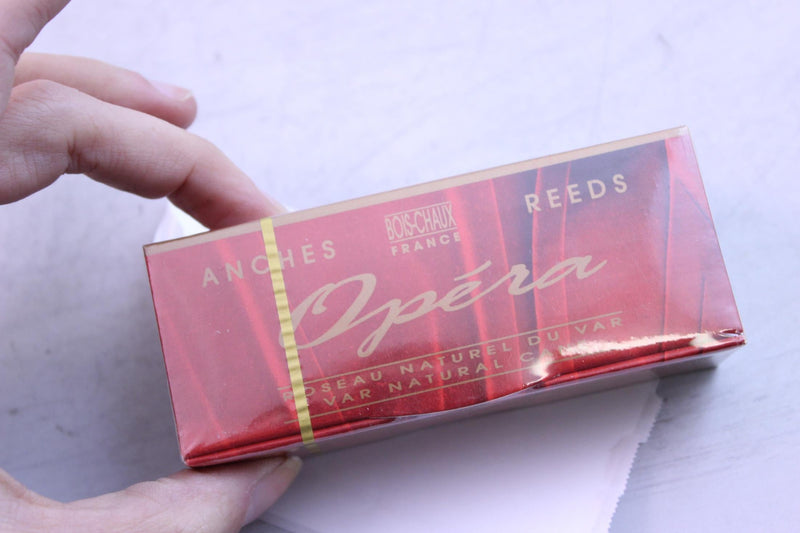 ANCHES
BOIS-CHAUX
FRANCE
REEDS
Opéra
ROSEAU NATUREL DU VAR
VAR NATURAL